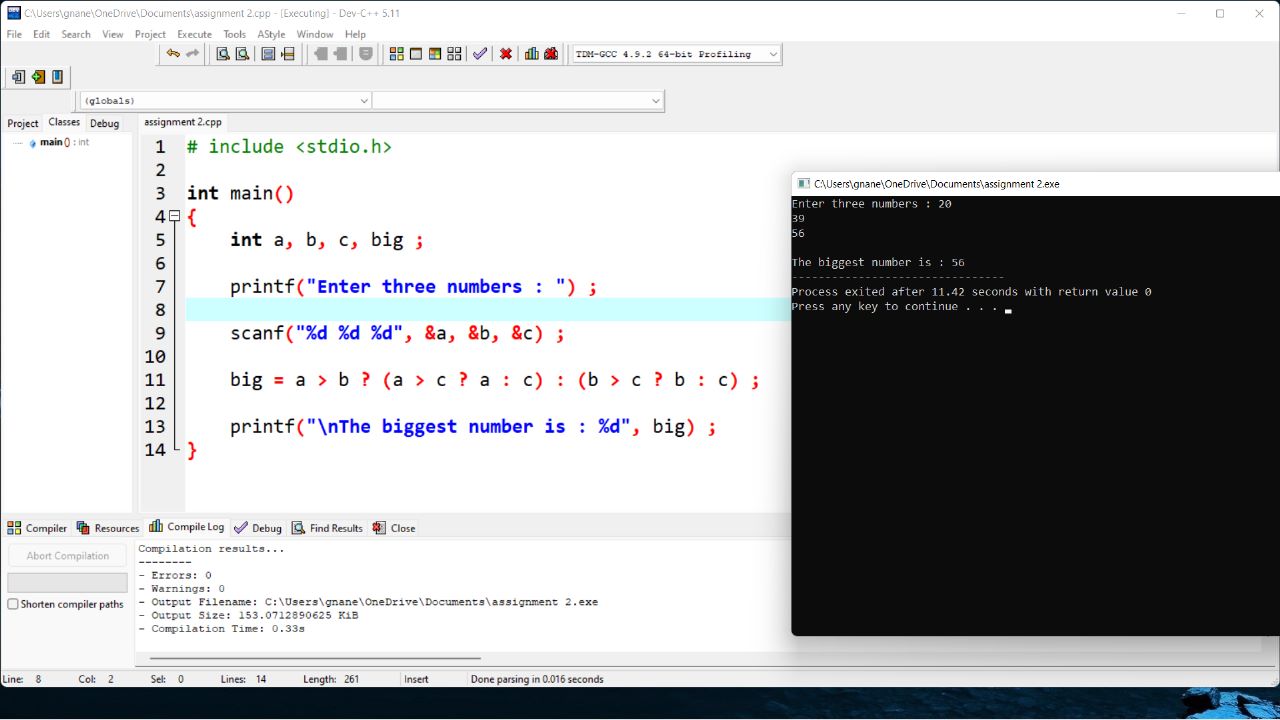 C:\Users\gnane\OneDrive\Documents\assignment 2.cpp - [Executing] - Dev-C++ 5.11
File Edit Search View Project Execute Tools AStyle Window Help
TDM-GCC 4.9.2 64-bit Profiling
(globals)
Project Classes Debug
main () : int
assignment 2.cpp
1 # include <stdio.h>
2
3 int main()
4 {
5 int a, b, c, big ;
6
7 printf("Enter three numbers : ") ;
8
9 scanf("%d %d %d", &a, &b, &c) ;
10
11 big = a > b ? (a > c ? a : c) : (b > c ? b : c) ;
12
13 printf("\nThe biggest number is : %d", big) ;
14 }
C:\Users\gnane\OneDrive\Documents\assignment 2.exe
Enter three numbers : 20
39
56
The biggest number is : 56
--------------------------------
Process exited after 11.42 seconds with return value 0
Press any key to continue . . .
Compiler Resources Compile Log Debug Find Results Close
Abort Compilation
Shorten compiler paths
Compilation results...
--------
- Errors: 0
- Warnings: 0
- Output Filename: C:\Users\gnane\OneDrive\Documents\assignment 2.exe
- Output Size: 153.0712890625 KiB
- Compilation Time: 0.33s
Line: 8 Col: 2 Sel: 0 Lines: 14 Length: 261 Insert Done parsing in 0.016 seconds